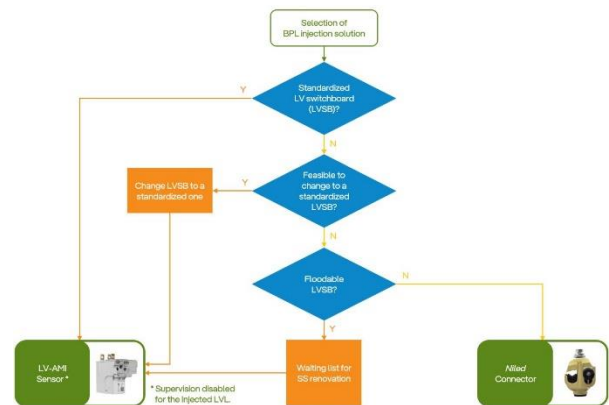 Selection of
BPL injection solution
Standardized
LV switchboard
(LVSB)?
Y
N
Change LVSB to a
standardized one
Y
Feasible to
change to a
standardized
LVSB?
N
Floodable
LVSB?
N
Y
LV-AMI
Sensor *
* Supervision disabled
for the injected LVL.
Waiting list for
SS renovation
Niled
Connector